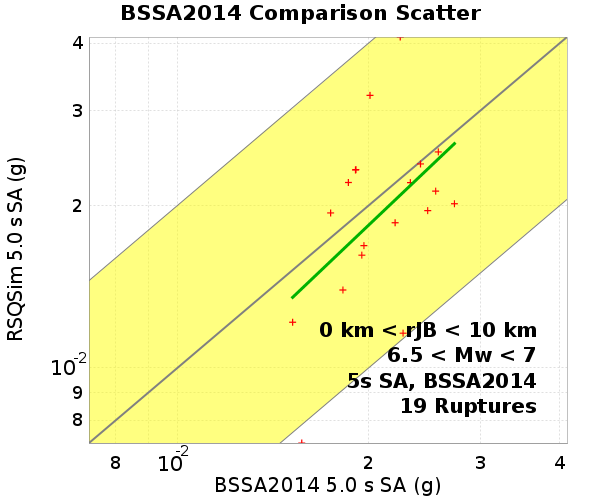 BSSA2014 Comparison Scatter
RSQSim 5.0 s SA (g)
4
3
2
10-2
9
8
0 km < rJB < 10 km
6.5 < Mw < 7
5s SA, BSSA2014
19 Ruptures
8 10-2 2 3 4
BSSA2014 5.0 s SA (g)